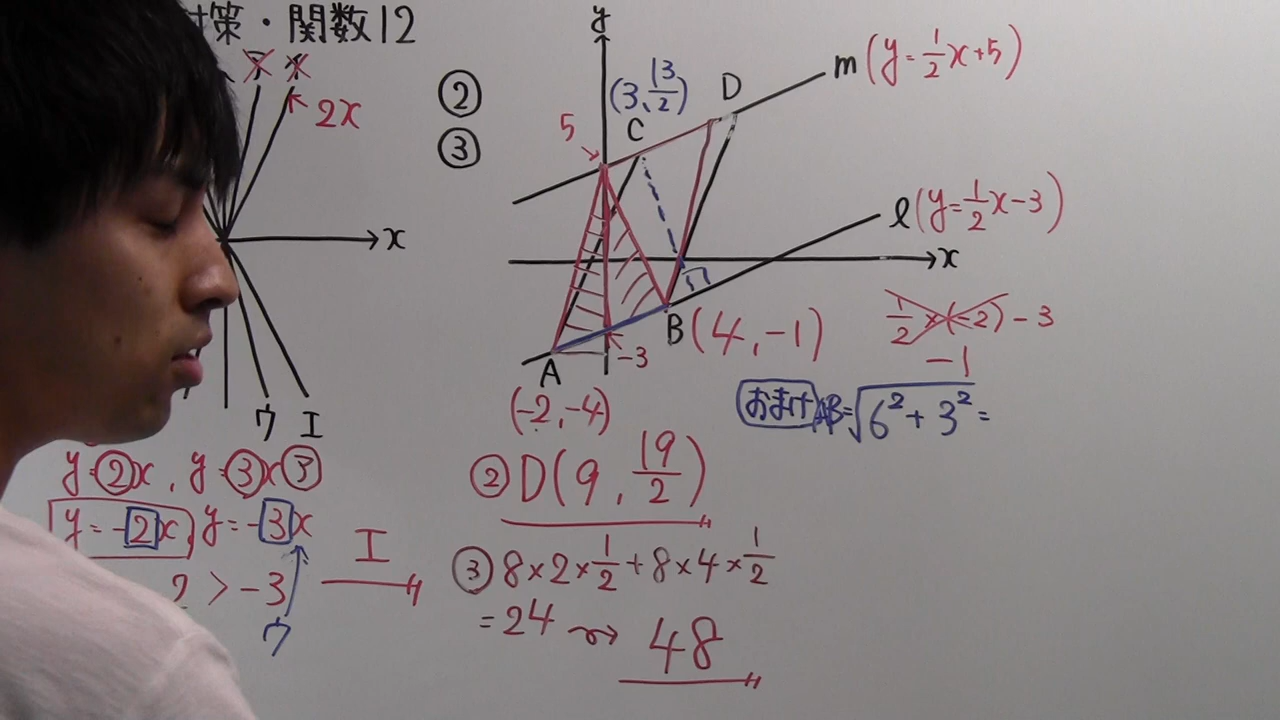 策・関数12
2x
x
ウ
エ
y=2x, y=3x ③
y=-2x, y=-3x
2 > -3
ウ
エ
②
③
y
m (y=1/2x+5)
D
(3, 13/2)
C
5
l (y=1/2x-3)
x
B(4, -1)
-3
A
(-2, -4)
1/2×(-2)-3
-1
おまけ AB=√6²+3² =
② D(9, 19/2)
③ 8×2×1/2+8×4×1/2
=24 → 48